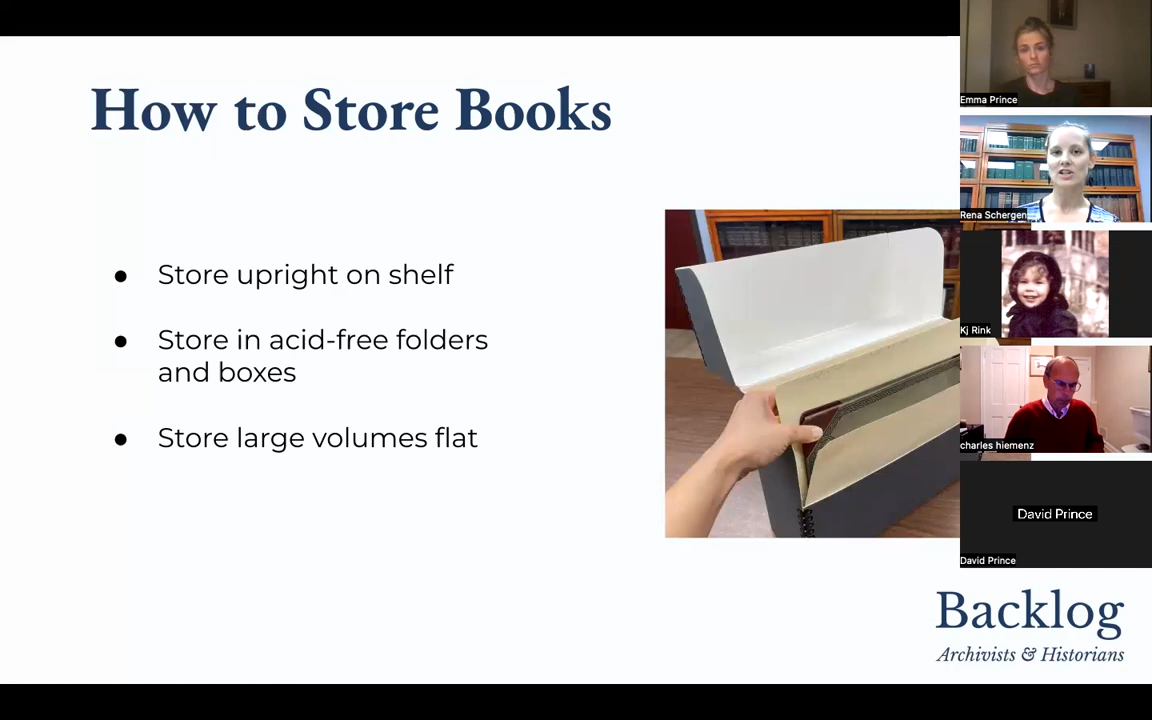 How to Store Books
● Store upright on shelf
● Store in acid-free folders
and boxes
● Store large volumes flat
Emma Prince
Rena Schergen
Kj Rink
charles hiemenz
David Prince
David Prince
Backlog
Archivists & Historians